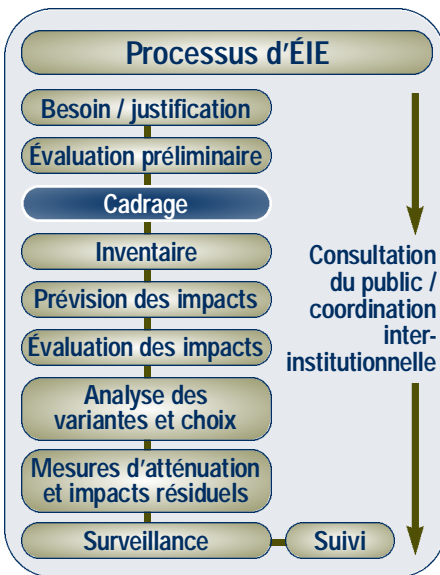 Processus d'ÉIE
Besoin / justification
Évaluation préliminaire
Cadrage
Inventaire
Prévision des impacts
Évaluation des impacts
Analyse des
variantes et choix
Mesures d'atténuation
et impacts résiduels
Surveillance
Suivi
Consultation
du public /
coordination
inter-
institutionnelle